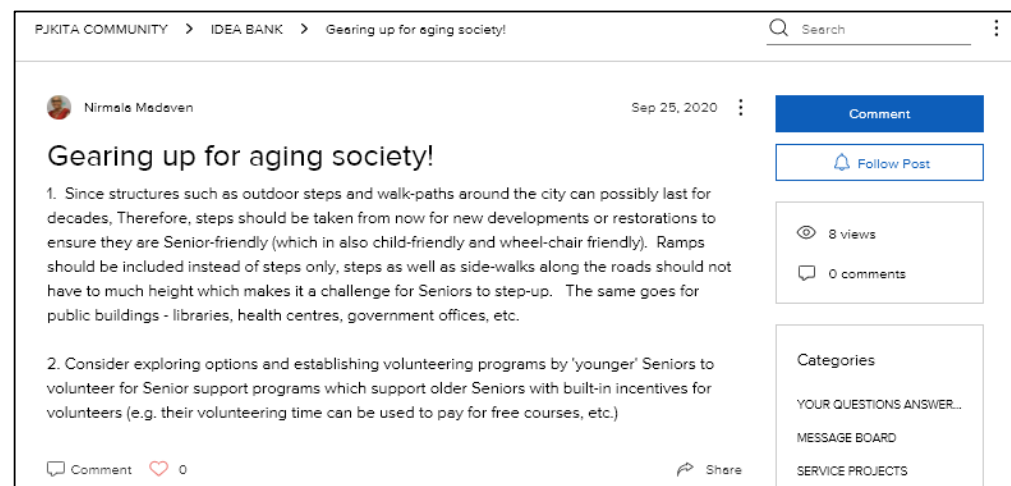 PJKITA COMMUNITY > IDEA BANK > Gearing up for aging society!
Search
Nirmala Madaven
Sep 25, 2020
Comment
Gearing up for aging society!
Follow Post
1. Since structures such as outdoor steps and walk-paths around the city can possibly last for
decades, Therefore, steps should be taken from now for new developments or restorations to
ensure they are Senior-friendly (which in also child-friendly and wheel-chair friendly). Ramps
should be included instead of steps only, steps as well as side-walks along the roads should not
have to much height which makes it a challenge for Seniors to step-up. The same goes for
public buildings - libraries, health centres, government offices, etc.
8 views
0 comments
2. Consider exploring options and establishing volunteering programs by 'younger' Seniors to
volunteer for Senior support programs which support older Seniors with built-in incentives for
volunteers (e.g. their volunteering time can be used to pay for free courses, etc.)
Categories
YOUR QUESTIONS ANSWER...
MESSAGE BOARD
SERVICE PROJECTS
Comment 0
Share